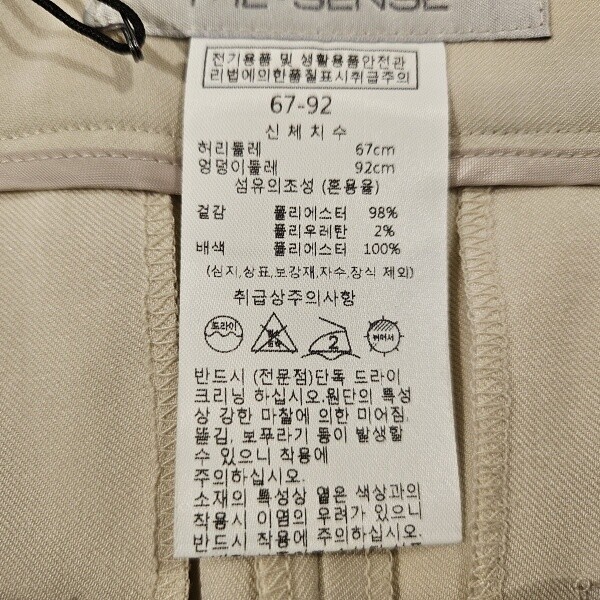 전기용품 및 생활용품안전관
리법에의한품질표시취급주의
67-92
신체치수
허리둘레 67cm
엉덩이둘레 92cm
섬유의조성 (혼용율)
겉감 폴리에스터 98%
폴리우레탄 2%
배색 폴리에스터 100%
(심지,상표,보강재,자수,장식 제외)
취급상주의사항
드라이
2
뉘어서
반드시 (전문점)단독 드라이
크리닝 하십시오.원단의 특성
상 강한 마찰에 의한 미어짐.
뜰김, 보푸라기 등이 발생할
수 있으니 착용에
주의하십시오.
소재의 특성상 엷은 색상과의
착용시 이염의 우려가 있으니
반드시 착용에 주의하십시오.